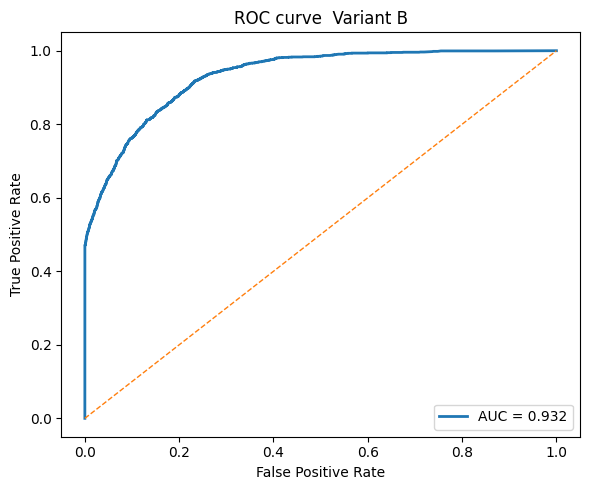 ROC curve  Variant B
True Positive Rate
1.0
0.8
0.6
0.4
0.2
0.0
AUC = 0.932
0.0 0.2 0.4 0.6 0.8 1.0
False Positive Rate